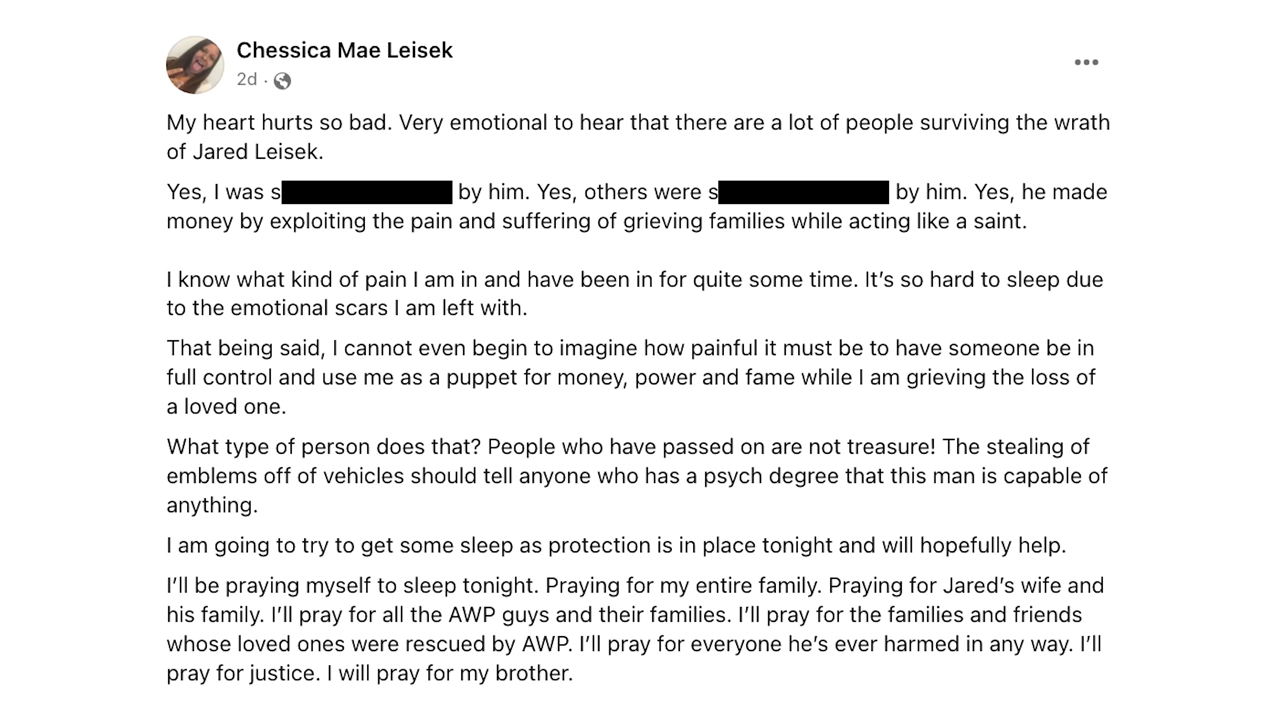 Chessica Mae Leisek
2d ·
My heart hurts so bad. Very emotional to hear that there are a lot of people surviving the wrath
of Jared Leisek.
Yes, I was s by him. Yes, others were s by him. Yes, he made
money by exploiting the pain and suffering of grieving families while acting like a saint.
I know what kind of pain I am in and have been in for quite some time. It’s so hard to sleep due
to the emotional scars I am left with.
That being said, I cannot even begin to imagine how painful it must be to have someone be in
full control and use me as a puppet for money, power and fame while I am grieving the loss of
a loved one.
What type of person does that? People who have passed on are not treasure! The stealing of
emblems off of vehicles should tell anyone who has a psych degree that this man is capable of
anything.
I am going to try to get some sleep as protection is in place tonight and will hopefully help.
I’ll be praying myself to sleep tonight. Praying for my entire family. Praying for Jared’s wife and
his family. I’ll pray for all the AWP guys and their families. I’ll pray for the families and friends
whose loved ones were rescued by AWP. I’ll pray for everyone he’s ever harmed in any way. I’ll
pray for justice. I will pray for my brother.